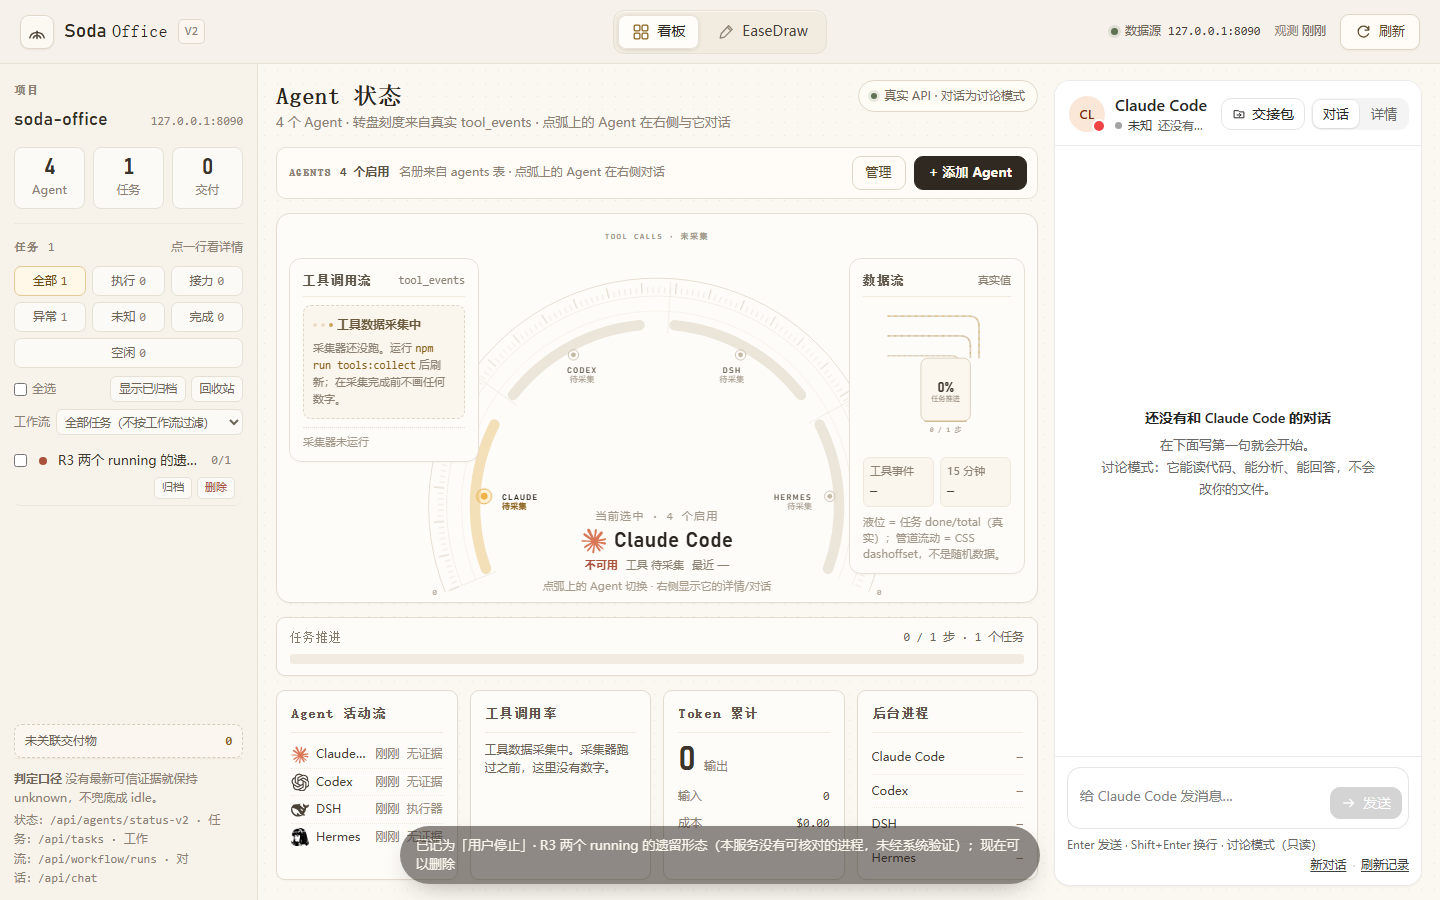 Soda Office V2
看板
EaseDraw
数据源 127.0.0.1:8090
观测 刚刚
刷新
项目
soda-office 127.0.0.1:8090
4 Agent
1 任务
0 交付
任务 1 点一行看详情
全部 1
执行 0
接力 0
异常 1
未知 0
完成 0
空闲 0
全选
显示已归档
回收站
工作流 全部任务（不按工作流过滤）
R3 两个 running 的遗... 0/1
归档
删除
未关联交付物 0
判定口径 没有最新可信证据就保持
unknown，不兜底成 idle。
状态: /api/agents/status-v2 · 任
务: /api/tasks · 工作
流: /api/workflow/runs · 对
话: /api/chat
Agent 状态
4 个 Agent · 转盘刻度来自真实 tool_events · 点弧上的 Agent 在右侧与它对话
真实 API · 对话为讨论模式
AGENTS 4 个启用 名册来自 agents 表 · 点弧上的 Agent 在右侧对话
管理
+ 添加 Agent
TOOL CALLS · 未采集
工具调用流 tool_events
工具数据采集中
采集器还没跑。运行 npm
run tools:collect 后刷
新；在采集完成前不画任何
数字。
采集器未运行
CODEX
待采集
DSH
待采集
CLAUDE
待采集
HERMES
待采集
0
0
当前选中 · 4 个启用
Claude Code
不可用 工具 待采集 最近 —
点弧上的 Agent 切换 · 右侧显示它的详情/对话
数据流 真实值
0%
任务推进
0 / 1 步
工具事件
—
15 分钟
—
液位 = 任务 done/total（真
实）；管道流动 = CSS
dashoffset，不是随机数据。
任务推进 0 / 1 步 · 1 个任务
Agent 活动流
Claude... 刚刚 无证据
Codex 刚刚 无证据
DSH 刚刚 执行器
Hermes 刚刚 无证据
工具调用率
工具数据采集中。采集器跑
过之前，这里没有数字。
Token 累计
0 输出
输入 0
成本 $0.00
后台进程
Claude Code —
Codex —
DSH —
Hermes —
已记为「用户停止」· R3 两个 running 的遗留形态（本服务没有可核对的进程，未经系统验证）；现在可
以删除
CL
Claude Code
未知 还没有...
交接包
对话
详情
还没有和 Claude Code 的对话
在下面写第一句就会开始。
讨论模式：它能读代码、能分析、能回答，不会
改你的文件。
给 Claude Code 发消息...
发送
Enter 发送 · Shift+Enter 换行 · 讨论模式（只读）
新对话 · 刷新记录